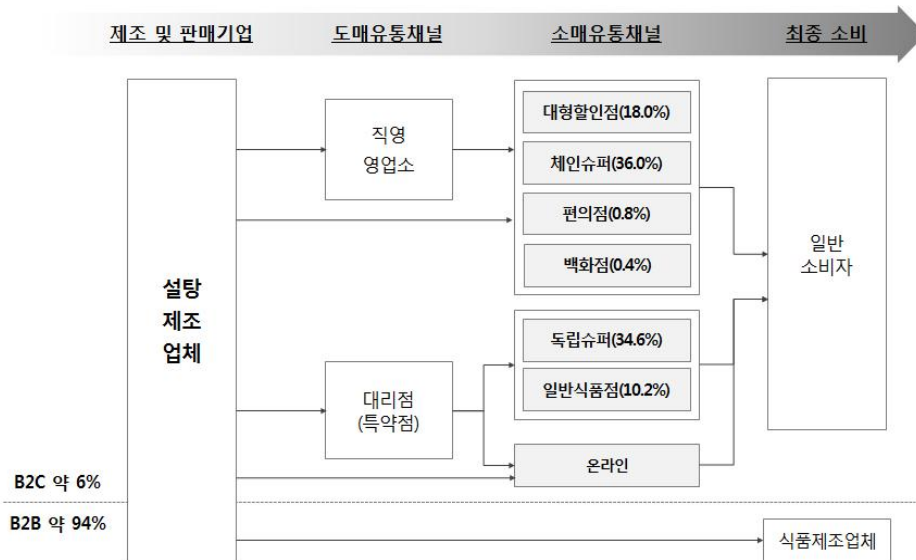 제조 및 판매기업
도매유통채널
소매유통채널
최종 소비
설탕
제조
업체
직영
영업소
대형할인점(18.0%)
체인슈퍼(36.0%)
편의점(0.8%)
백화점(0.4%)
일반
소비자
대리점
(특약점)
독립슈퍼(34.6%)
일반식품점(10.2%)
온라인
B2C 약 6%
B2B 약 94%
식품제조업체